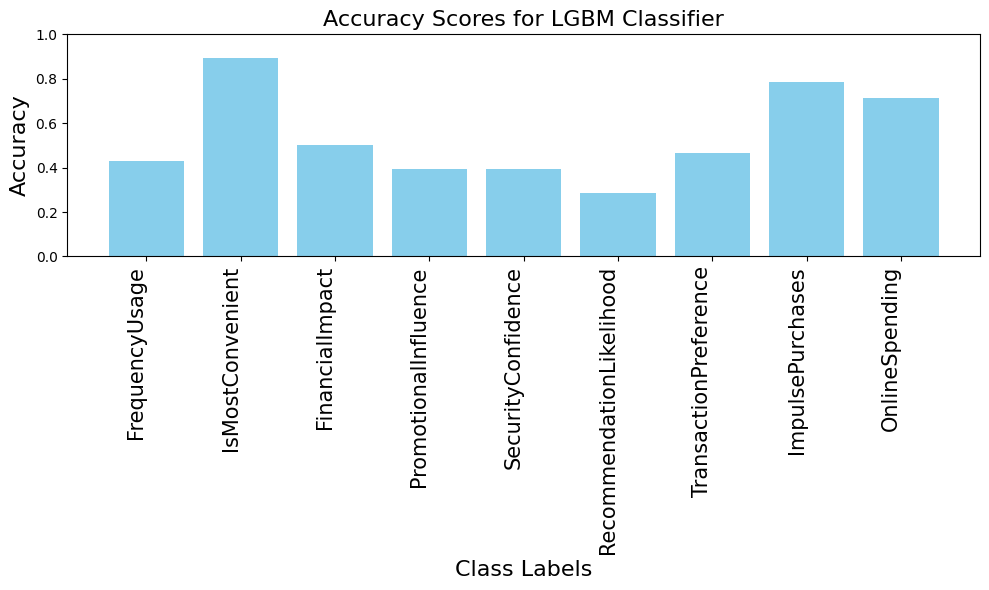 Accuracy Scores for LGBM Classifier
Accuracy
1.0
0.8
0.6
0.4
0.2
0.0
FrequencyUsage
IsMostConvenient
FinancialImpact
PromotionalInfluence
SecurityConfidence
RecommendationLikelihood
TransactionPreference
ImpulsePurchases
OnlineSpending
Class Labels